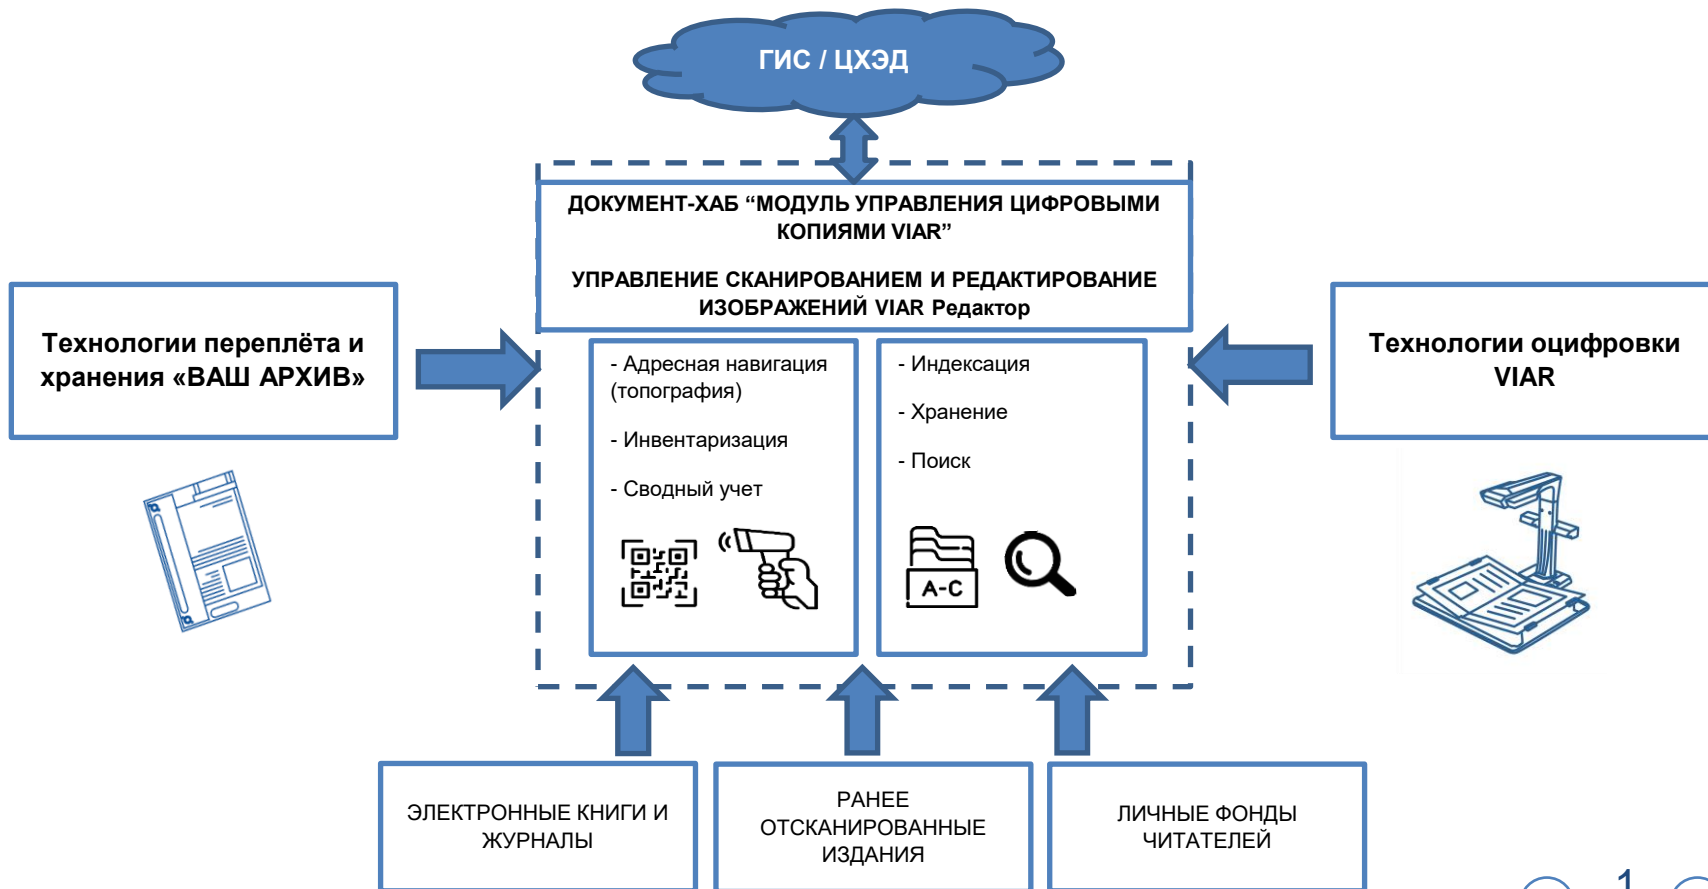 ГИС / ЦХЭД
ДОКУМЕНТ-ХАБ “МОДУЛЬ УПРАВЛЕНИЯ ЦИФРОВЫМИ
КОПИЯМИ VIAR”
УПРАВЛЕНИЕ СКАНИРОВАНИЕМ И РЕДАКТИРОВАНИЕ
ИЗОБРАЖЕНИЙ VIAR Редактор
Технологии переплёта и
хранения «ВАШ АРХИВ»
- Адресная навигация
(топография)
- Инвентаризация
- Сводный учет
- Индексация
- Хранение
- Поиск
A-C
Технологии оцифровки
VIAR
ЭЛЕКТРОННЫЕ КНИГИ И
ЖУРНАЛЫ
РАНЕЕ
ОТСКАНИРОВАННЫЕ
ИЗДАНИЯ
ЛИЧНЫЕ ФОНДЫ
ЧИТАТЕЛЕЙ
1